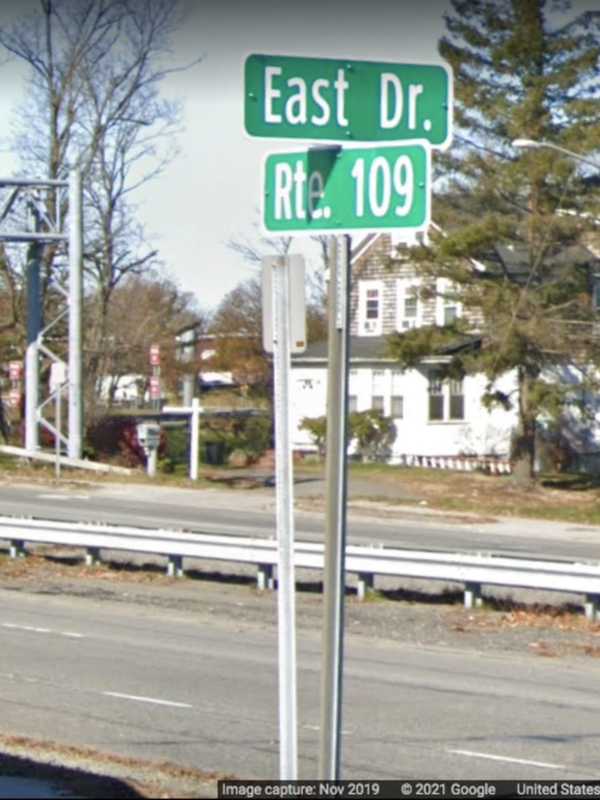 East Dr.
Rte. 109
Image capture: Nov 2019 © 2021 Google United States